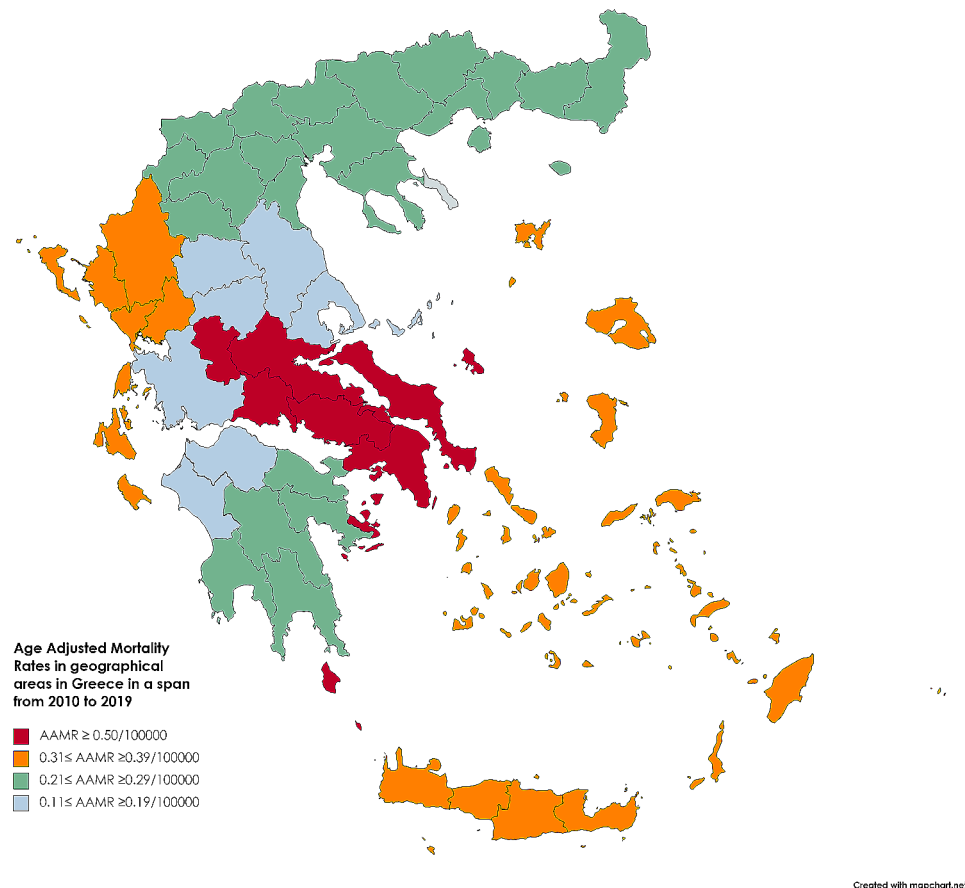 Age Adjusted Mortality
Rates in geographical
areas in Greece in a span
from 2010 to 2019
AAMR ≥ 0.50/100000
0.31≤ AAMR ≥0.39/100000
0.21≤ AAMR ≥0.29/100000
0.11≤ AAMR ≥0.19/100000
Created with mapchart.net